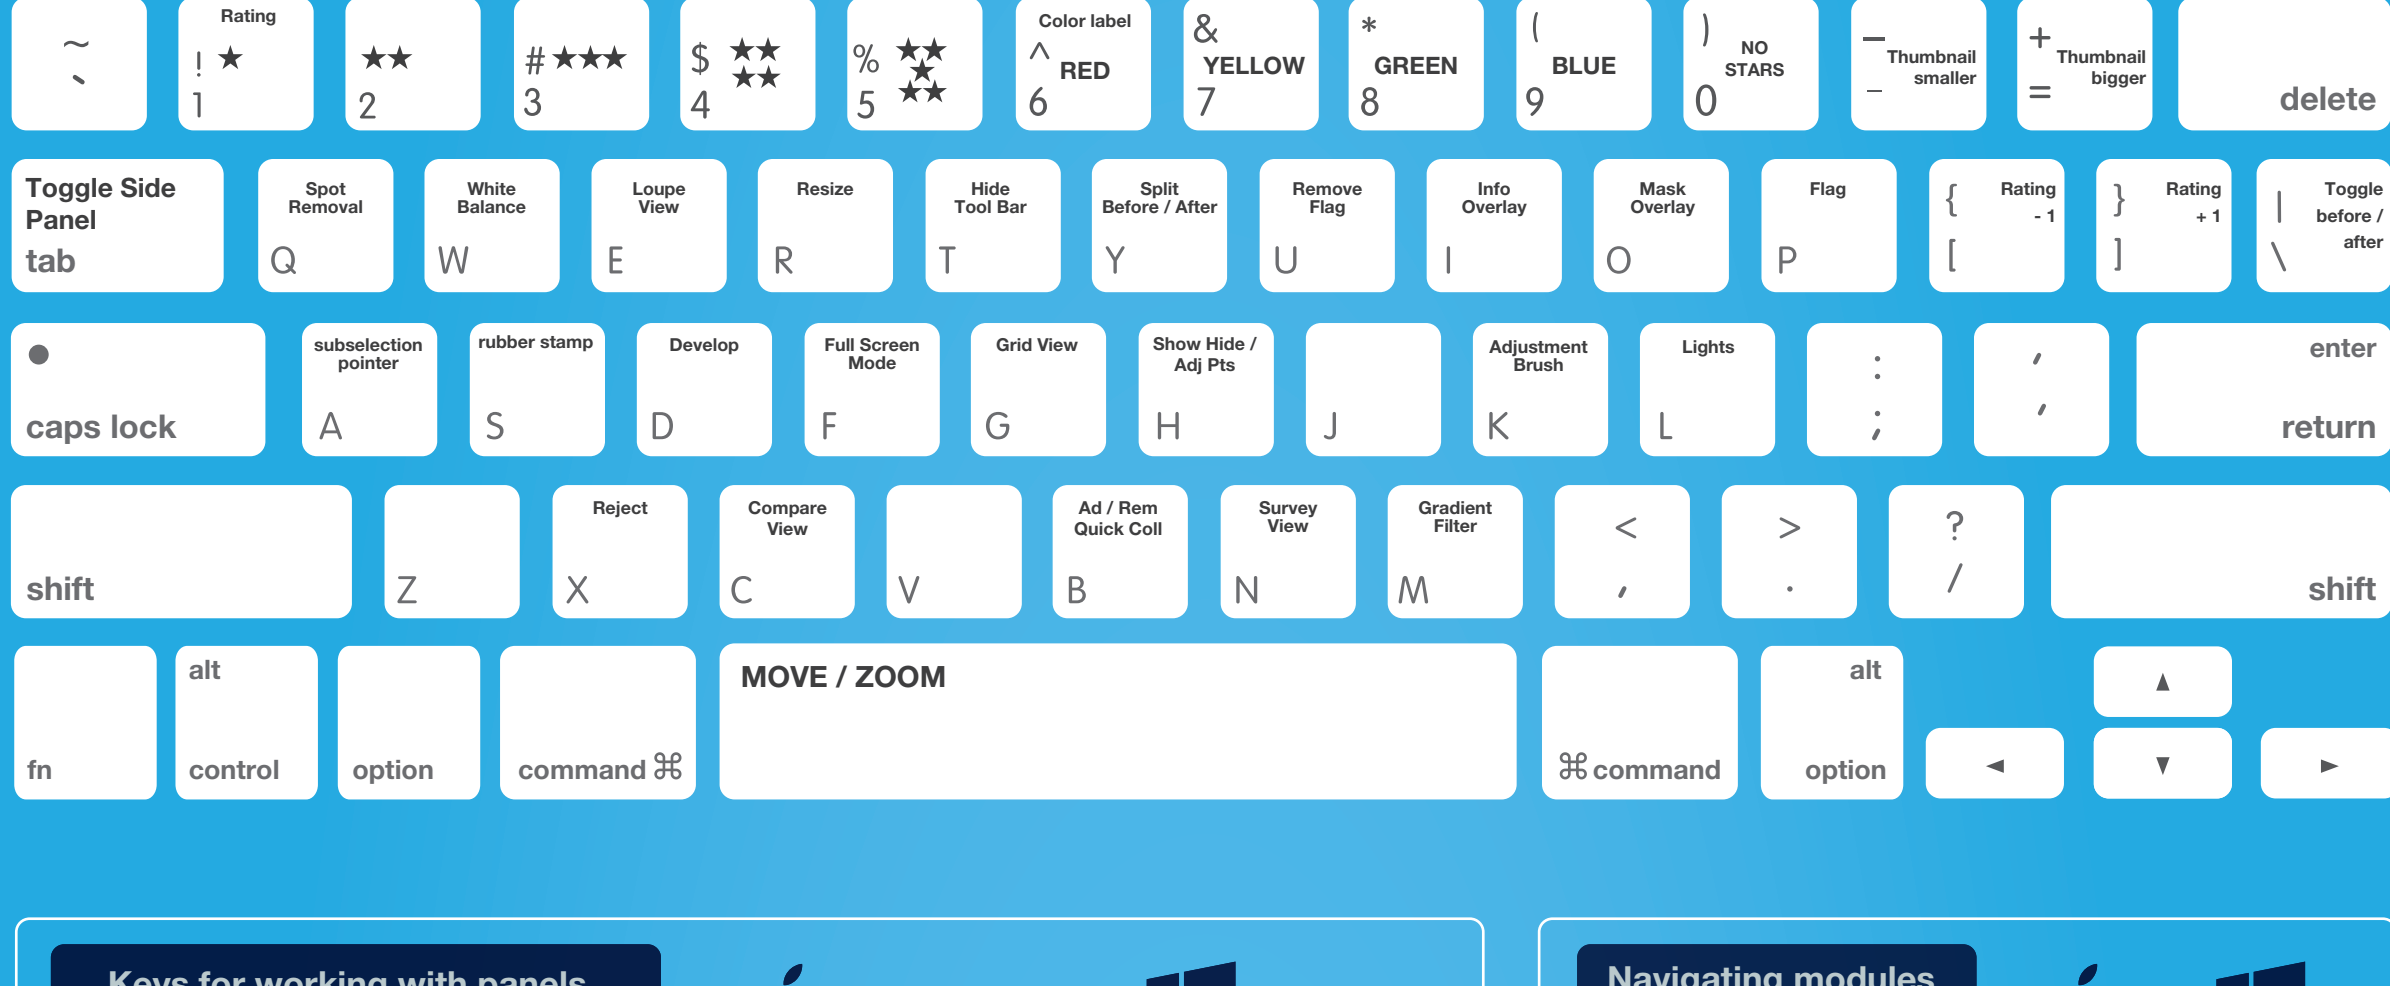 ~
`
Rating
! ★
1
★★
2
# ★★★
3
$ ★★
★★
4
% ★★
★
★★
5
Color label
^ RED
6
&
YELLOW
7
*
GREEN
8
(
BLUE
9
)
NO
STARS
0
—
Thumbnail
smaller
–
+
Thumbnail
bigger
=
delete
Toggle Side
Panel
tab
Spot
Removal
Q
White
Balance
W
Loupe
View
E
Resize
R
Hide
Tool Bar
T
Split
Before / After
Y
Remove
Flag
U
Info
Overlay
I
Mask
Overlay
O
Flag
P
{ Rating
- 1
[
} Rating
+ 1
]
| Toggle
before /
after
\
caps lock
subselection
pointer
A
rubber stamp
S
Develop
D
Full Screen
Mode
F
Grid View
G
Show Hide /
Adj Pts
H
J
Adjustment
Brush
K
Lights
L
:
;
′
′
enter
return
shift
Z
Reject
X
Compare
View
C
V
Ad / Rem
Quick Coll
B
Survey
View
N
Gradient
Filter
M
<
,
>
.
?
/
shift
fn
alt
control
option
command ⌘
MOVE / ZOOM
⌘ command
alt
option
▲
◄
▼
►
Keys for working with panels
Navigating modules